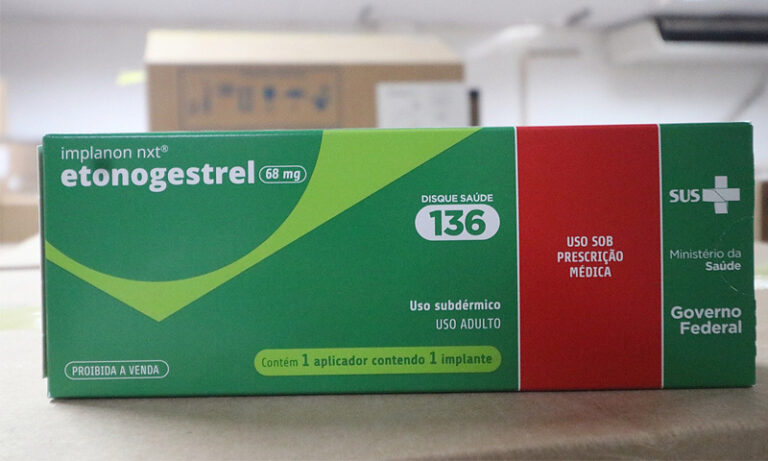 implanon nxt®
etonogestrel 68 mg
DISQUE SAÚDE
136
Uso subdérmico
USO ADULTO
Contém 1 aplicador contendo 1 implante
PROIBIDA A VENDA
USO SOB
PRESCRIÇÃO
MÉDICA
SUS
Ministério da
Saúde
Governo
Federal